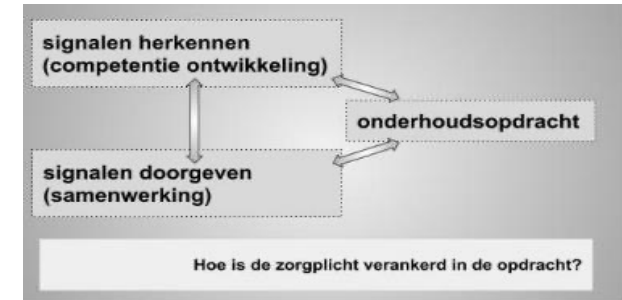 signalen herkennen
(competentie ontwikkeling)
onderhoudsopdracht
signalen doorgeven
(samenwerking)
Hoe is de zorgplicht verankerd in de opdracht?